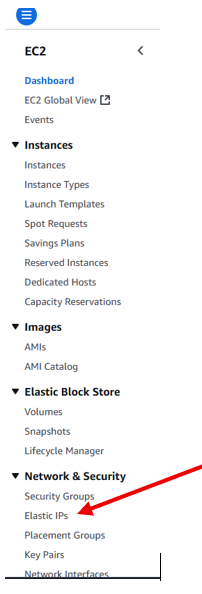 EC2
Dashboard
EC2 Global View
Events
Instances
Instances
Instance Types
Launch Templates
Spot Requests
Savings Plans
Reserved Instances
Dedicated Hosts
Capacity Reservations
Images
AMIs
AMI Catalog
Elastic Block Store
Volumes
Snapshots
Lifecycle Manager
Network & Security
Security Groups
Elastic IPs
Placement Groups
Key Pairs
Network Interfaces